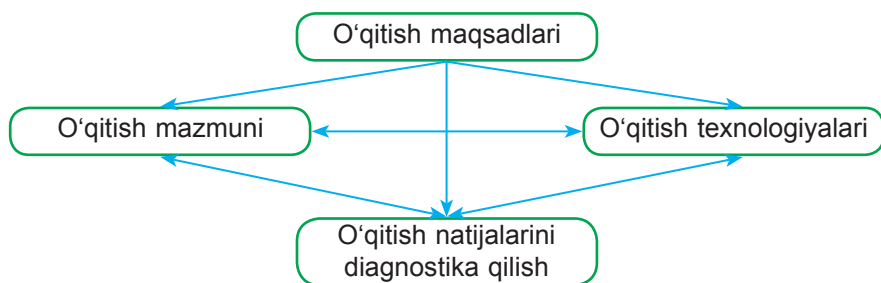 O‘qitish maqsadlari
O‘qitish mazmuni
O‘qitish texnologiyalari
O‘qitish natijalarini
diagnostika qilish